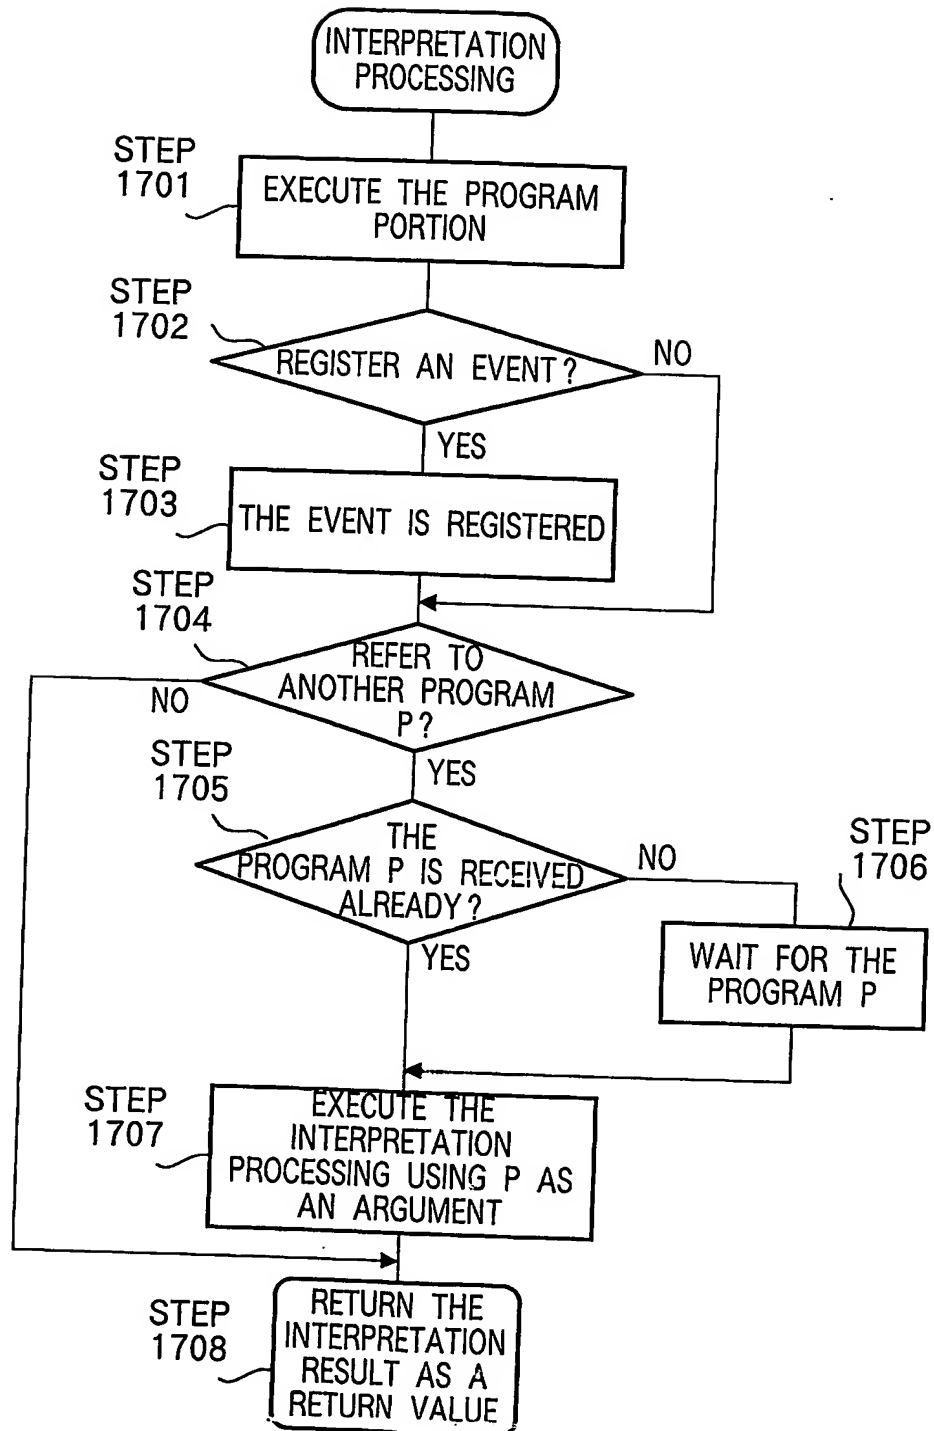 INTERPRETATION
PROCESSING
STEP
1701
EXECUTE THE PROGRAM
PORTION
STEP
1702
REGISTER AN EVENT?
NO
YES
STEP
1703
THE EVENT IS REGISTERED
STEP
1704
REFER TO
ANOTHER PROGRAM
P?
NO
YES
STEP
1705
THE
PROGRAM P IS RECEIVED
ALREADY?
NO
YES
STEP
1706
WAIT FOR THE
PROGRAM P
STEP
1707
EXECUTE THE
INTERPRETATION
PROCESSING USING P AS
AN ARGUMENT
STEP
1708
RETURN THE
INTERPRETATION
RESULT AS A
RETURN VALUE